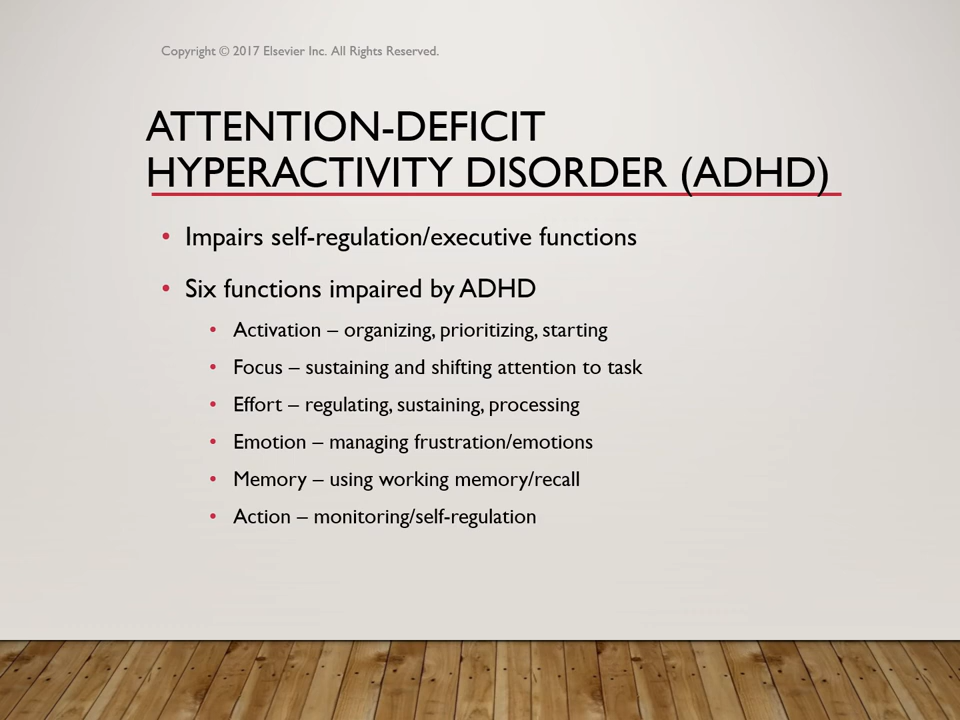 Copyright © 2017 Elsevier Inc. All Rights Reserved.
ATTENTION-DEFICIT
HYPERACTIVITY DISORDER (ADHD)
• Impairs self-regulation/executive functions
• Six functions impaired by ADHD
• Activation – organizing, prioritizing, starting
• Focus – sustaining and shifting attention to task
• Effort – regulating, sustaining, processing
• Emotion – managing frustration/emotions
• Memory – using working memory/recall
• Action – monitoring/self-regulation